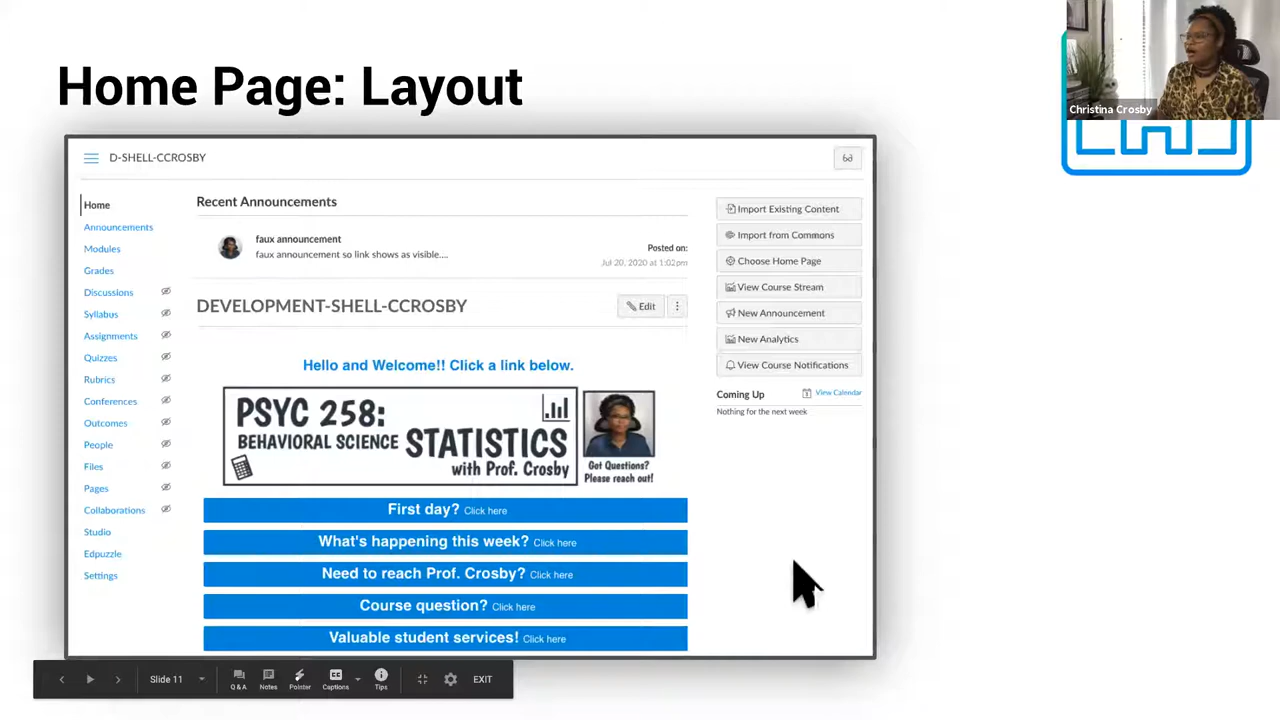 Home Page: Layout
Christina Crosby
D-SHELL-CCROSBY
Home
Announcements
Modules
Grades
Discussions
Syllabus
Assignments
Quizzes
Rubrics
Conferences
Outcomes
People
Files
Pages
Collaborations
Studio
Edpuzzle
Settings
Recent Announcements
faux announcement
faux announcement so link shows as visible....
Posted on:
Jul 20, 2020 at 1:02pm
DEVELOPMENT-SHELL-CCROSBY
Edit
Hello and Welcome!! Click a link below.
PSYC 258:
BEHAVIORAL SCIENCE STATISTICS
with Prof. Crosby
Got Questions?
Please reach out!
First day? Click here
What's happening this week? Click here
Need to reach Prof. Crosby? Click here
Course question? Click here
Valuable student services! Click here
Import Existing Content
Import from Commons
Choose Home Page
View Course Stream
New Announcement
New Analytics
View Course Notifications
Coming Up
View Calendar
Nothing for the next week
Slide 11
Q & A
Notes
Pointer
CC
Captions
Tips
EXIT